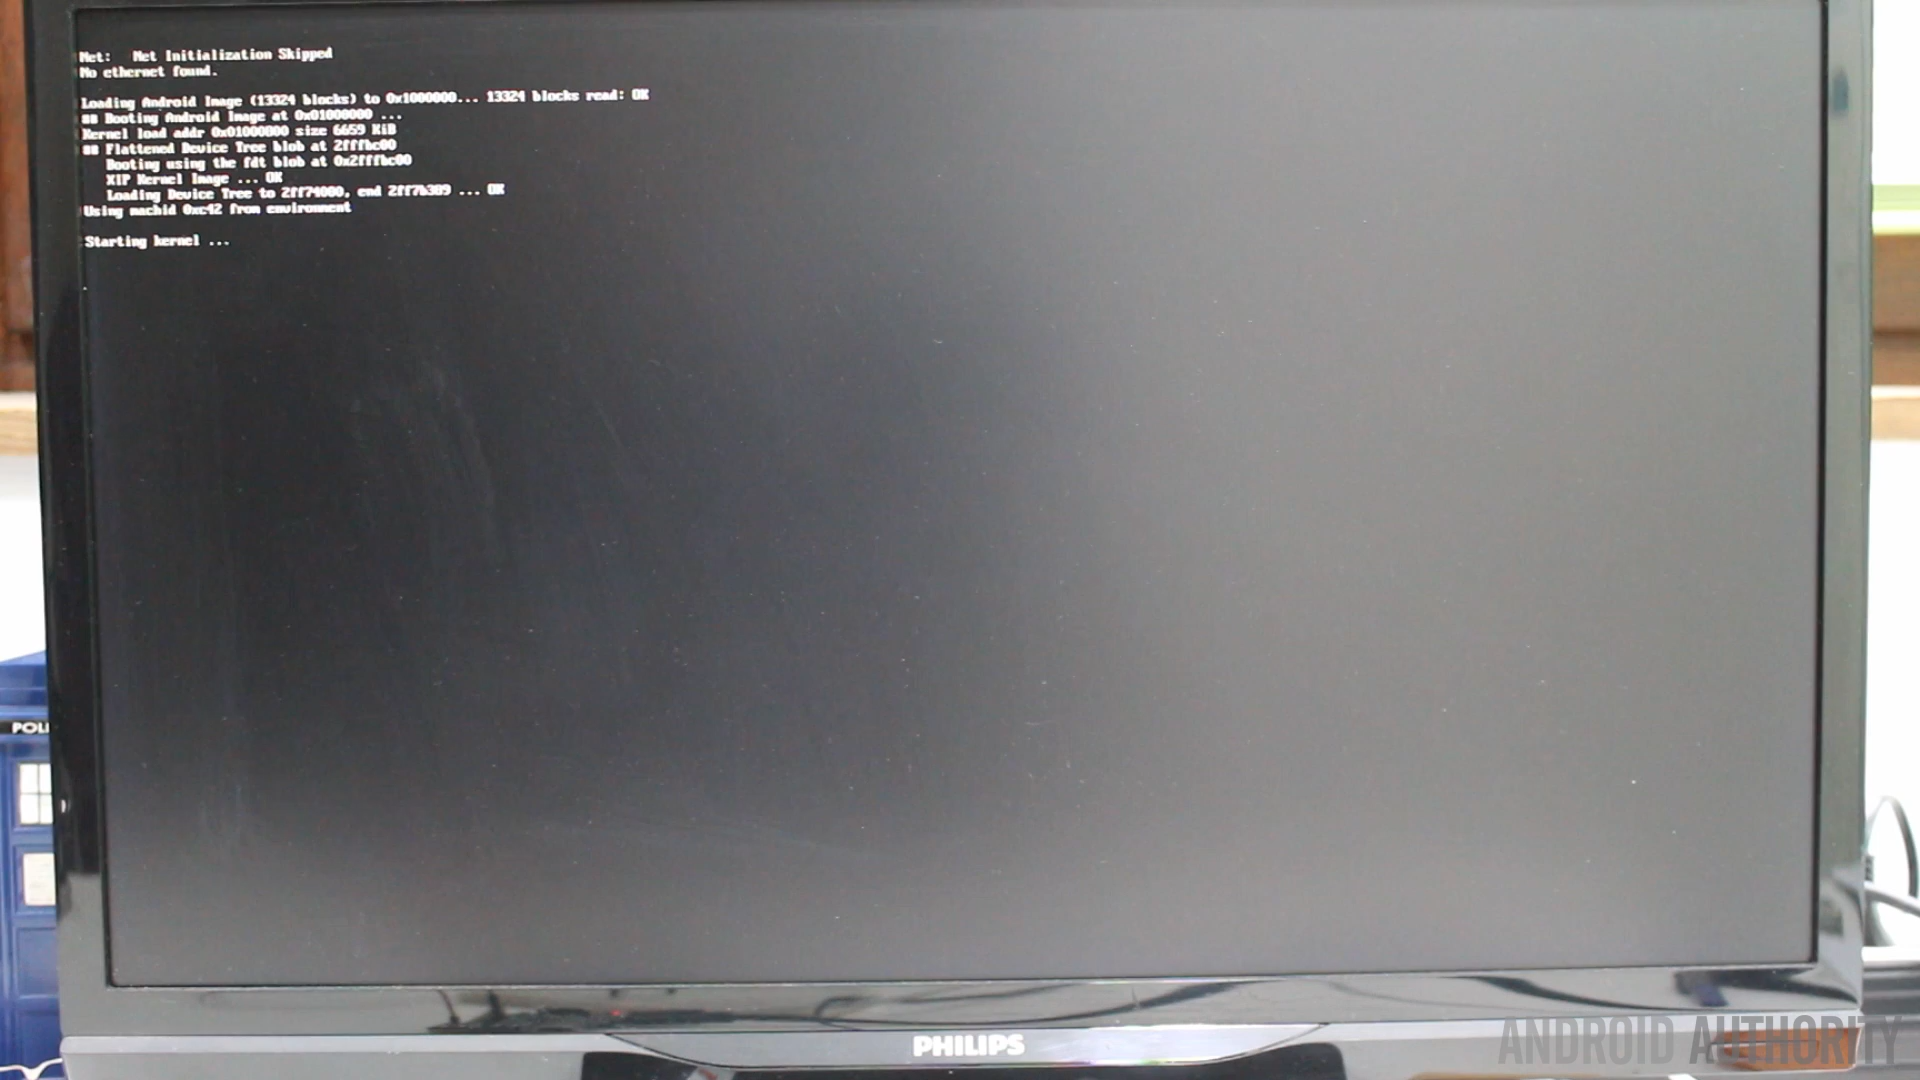 Net:   Net Initialization Skipped
No ethernet found.
Loading Android Image (13324 blocks) to 0x1000000... 13324 blocks read: OK
## Booting Android Image at 0x01000000 ...
Kernel load addr 0x01000800 size 6659 KiB
## Flattened Device Tree blob at 2fffbc00
Booting using the fdt blob at 0x2fffbc00
XIP Kernel Image ... OK
Loading Device Tree to 2ff74000, end 2ff7b309 ... OK
Using machid 0xc42 from environment
Starting kernel ...
PHILIPS
ANDROID AUTHORITY